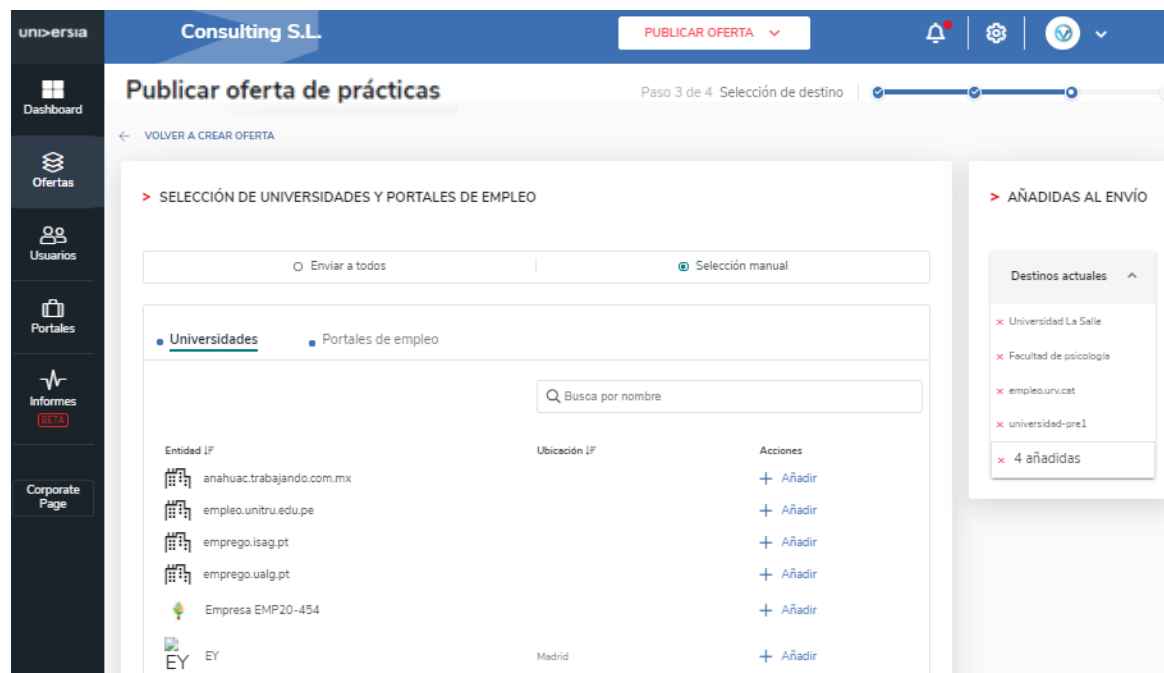 universia
Consulting S.L.
PUBLICAR OFERTA
Dashboard
Ofertas
Usuarios
Portales
Informes
BETA
Corporate
Page
Publicar oferta de prácticas
Paso 3 de 4 Selección de destino
← VOLVER A CREAR OFERTA
> SELECCIÓN DE UNIVERSIDADES Y PORTALES DE EMPLEO
Enviar a todos
Selección manual
Universidades
Portales de empleo
Busca por nombre
Entidad Ubicación Acciones
anahuac.trabajando.com.mx + Añadir
empleo.unitru.edu.pe + Añadir
emprego.isag.pt + Añadir
emprego.ualg.pt + Añadir
Empresa EMP20-454 + Añadir
EY EY Madrid + Añadir
> AÑADIDAS AL ENVÍO
Destinos actuales
× Universidad La Salle
× Facultad de psicología
× empleo.urv.cat
× universidad-pre1
× 4 añadidas